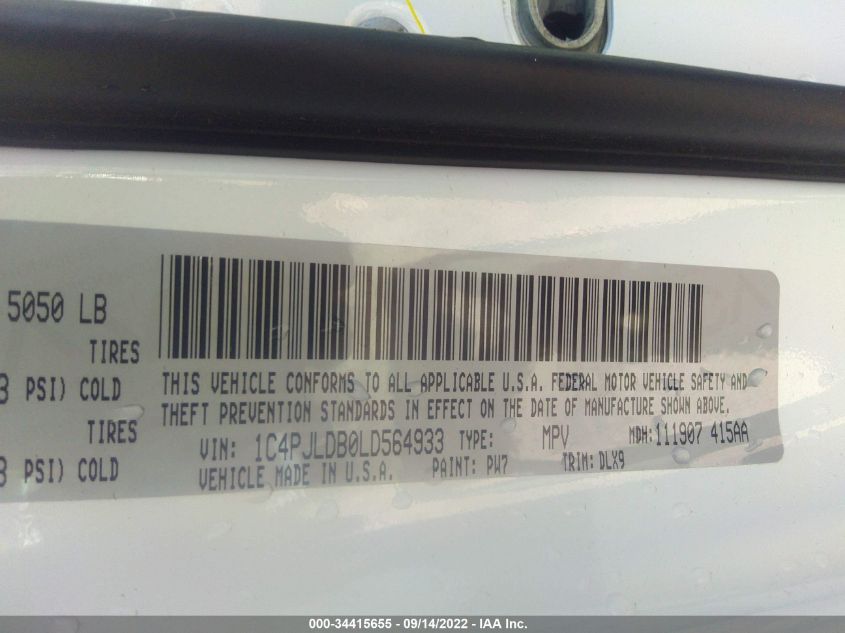 5050 LB
TIRES
PSI) COLD
TIRES
PSI) COLD
THIS VEHICLE CONFORMS TO ALL APPLICABLE U.S.A. FEDERAL MOTOR VEHICLE SAFETY AND
THEFT PREVENTION STANDARDS IN EFFECT ON THE DATE OF MANUFACTURE SHOWN ABOVE.
VIN: 1C4PJLDB0LD564933 TYPE: MPV MDH: 111907 415AA
VEHICLE MADE IN U.S.A. PAINT: PW7 TRIM: DLX9
000-34415655 - 09/14/2022 - IAA Inc.